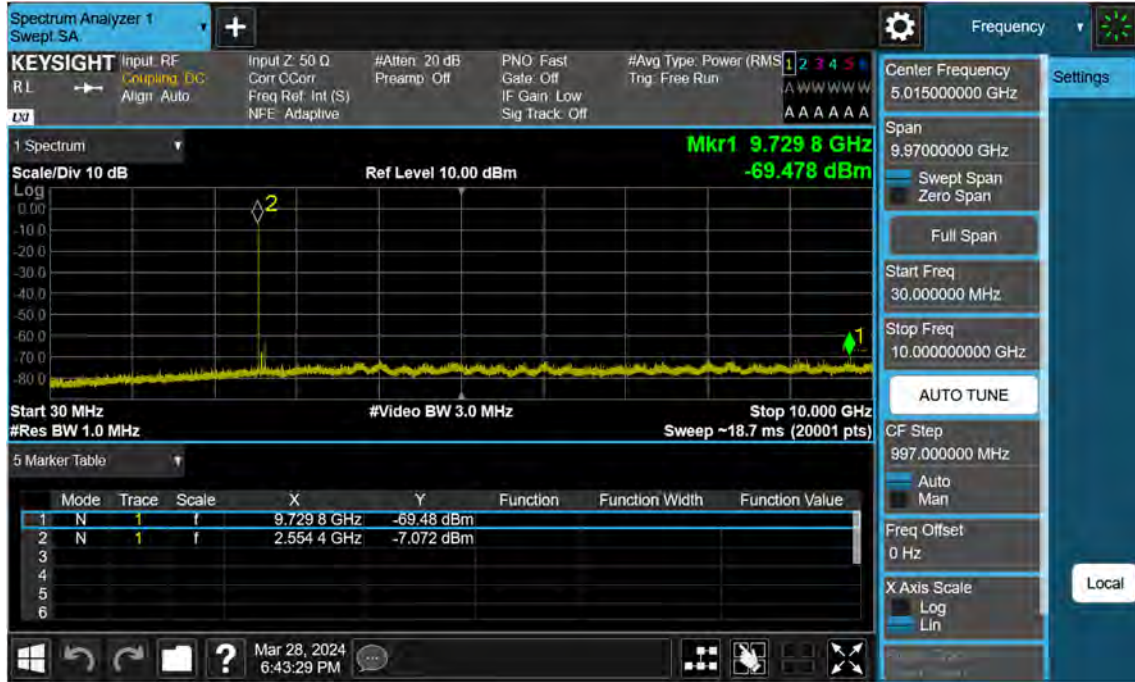 Spectrum Analyzer 1
Swept SA
Frequency
KEYSIGHT
RL
LXI
Input: RF
Coupling: DC
Align: Auto
Input Z: 50 Ω
Corr CCorr
Freq Ref: Int (S)
NFE: Adaptive
#Atten: 20 dB
Preamp: Off
PNO: Fast
Gate: Off
IF Gain: Low
Sig Track: Off
#Avg Type: Power (RMS
Trig: Free Run
1 2 3 4 5 6
A W W W W W
A A A A A A
1 Spectrum
Scale/Div 10 dB
Ref Level 10.00 dBm
Mkr1 9.729 8 GHz
-69.478 dBm
Log
0.00
-10.0
-20.0
-30.0
-40.0
-50.0
-60.0
-70.0
-80.0
2
1
Start 30 MHz
#Video BW 3.0 MHz
Stop 10.000 GHz
#Res BW 1.0 MHz
Sweep ~18.7 ms (20001 pts)
5 Marker Table
Mode Trace Scale X Y Function Function Width Function Value
1 N 1 f 9.729 8 GHz -69.48 dBm
2 N 1 f 2.554 4 GHz -7.072 dBm
3
4
5
6
Mar 28, 2024
6:43:29 PM
Center Frequency
5.015000000 GHz
Span
9.97000000 GHz
Swept Span
Zero Span
Full Span
Start Freq
30.000000 MHz
Stop Freq
10.000000000 GHz
AUTO TUNE
CF Step
997.000000 MHz
Auto
Man
Freq Offset
0 Hz
X Axis Scale
Log
Lin
Settings
Local